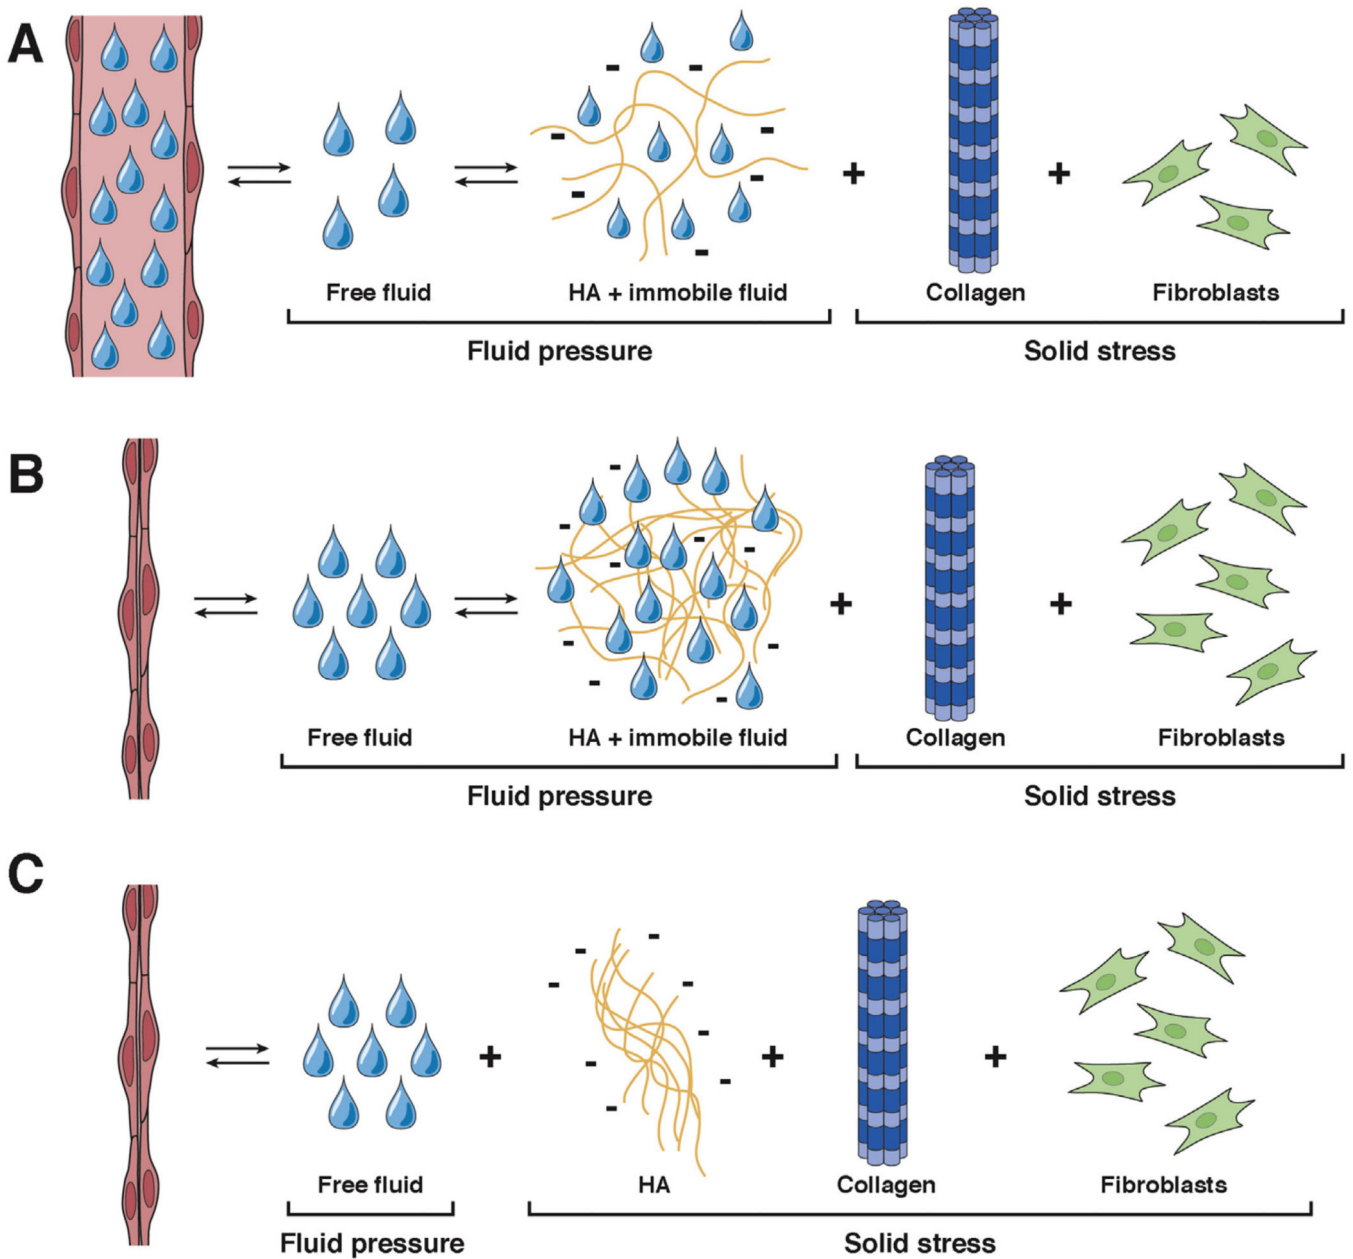 A
- - - - - - -
+ +
Free fluid HA + immobile fluid Collagen Fibroblasts
Fluid pressure Solid stress
B
- - - - - - - - -
+ +
Free fluid HA + immobile fluid Collagen Fibroblasts
Fluid pressure Solid stress
C
- - - - - - - -
+ + +
Free fluid HA Collagen Fibroblasts
Fluid pressure Solid stress